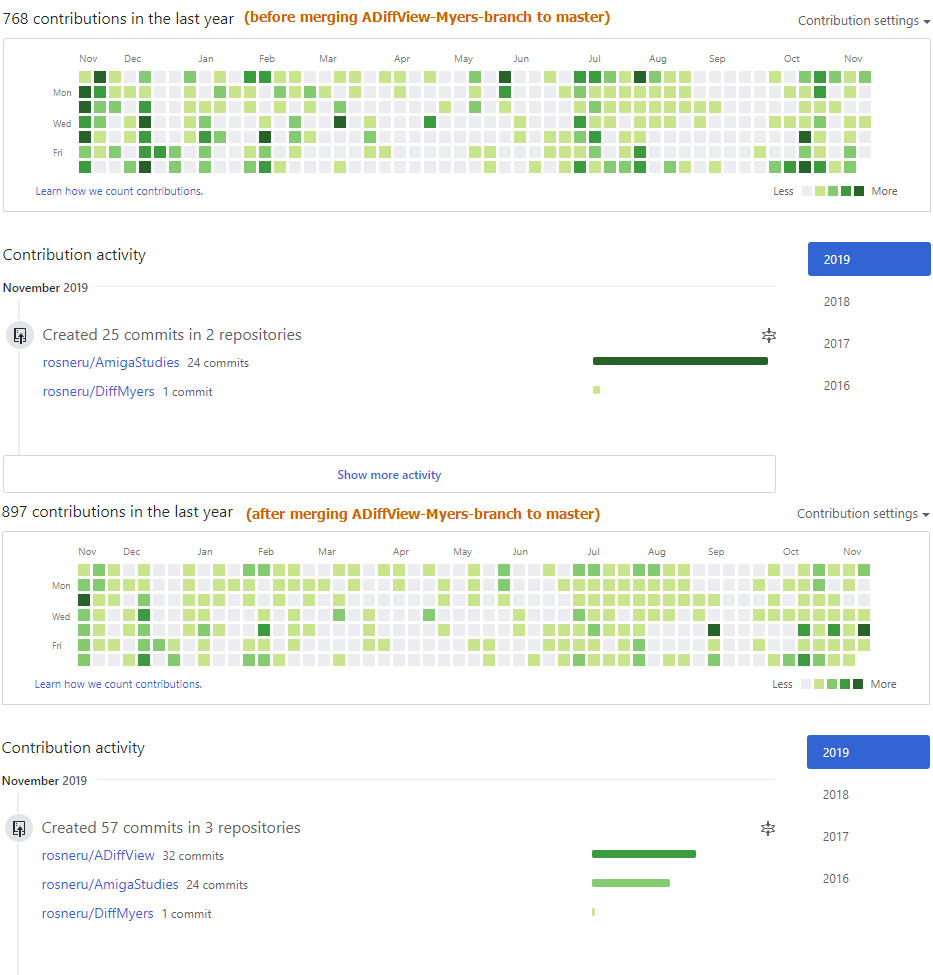 768 contributions in the last year (before merging ADiffView-Myers-branch to master)
Contribution settings
Nov Dec Jan Feb Mar Apr May Jun Jul Aug Sep Oct Nov
Mon
Wed
Fri
Learn how we count contributions. Less More
Contribution activity
2019
November 2019
2018
Created 25 commits in 2 repositories
2017
rosneru/AmigaStudies 24 commits
rosneru/DiffMyers 1 commit
2016
Show more activity
897 contributions in the last year (after merging ADiffView-Myers-branch to master)
Contribution settings
Nov Dec Jan Feb Mar Apr May Jun Jul Aug Sep Oct Nov
Mon
Wed
Fri
Learn how we count contributions. Less More
Contribution activity
2019
November 2019
2018
Created 57 commits in 3 repositories
2017
rosneru/ADiffView 32 commits
rosneru/AmigaStudies 24 commits
2016
rosneru/DiffMyers 1 commit